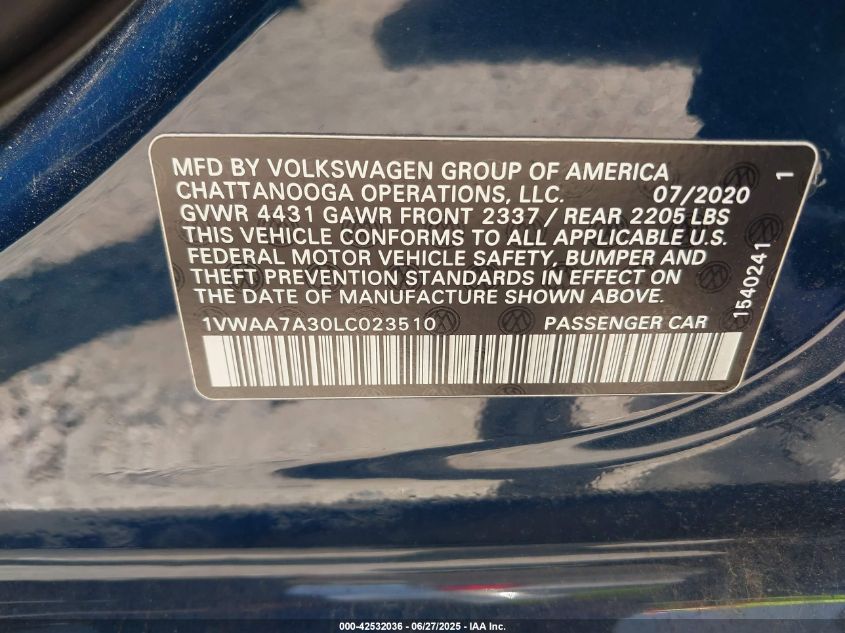 MFD BY VOLKSWAGEN GROUP OF AMERICA
CHATTANOOGA OPERATIONS, LLC. 07/2020
GVWR 4431 GAWR FRONT 2337 / REAR 2205 LBS
THIS VEHICLE CONFORMS TO ALL APPLICABLE U.S.
FEDERAL MOTOR VEHICLE SAFETY, BUMPER AND
THEFT PREVENTION STANDARDS IN EFFECT ON
THE DATE OF MANUFACTURE SHOWN ABOVE.
1VWAA7A30LC023510 PASSENGER CAR
1540241 1
000-42532036 - 06/27/2025 - IAA Inc.